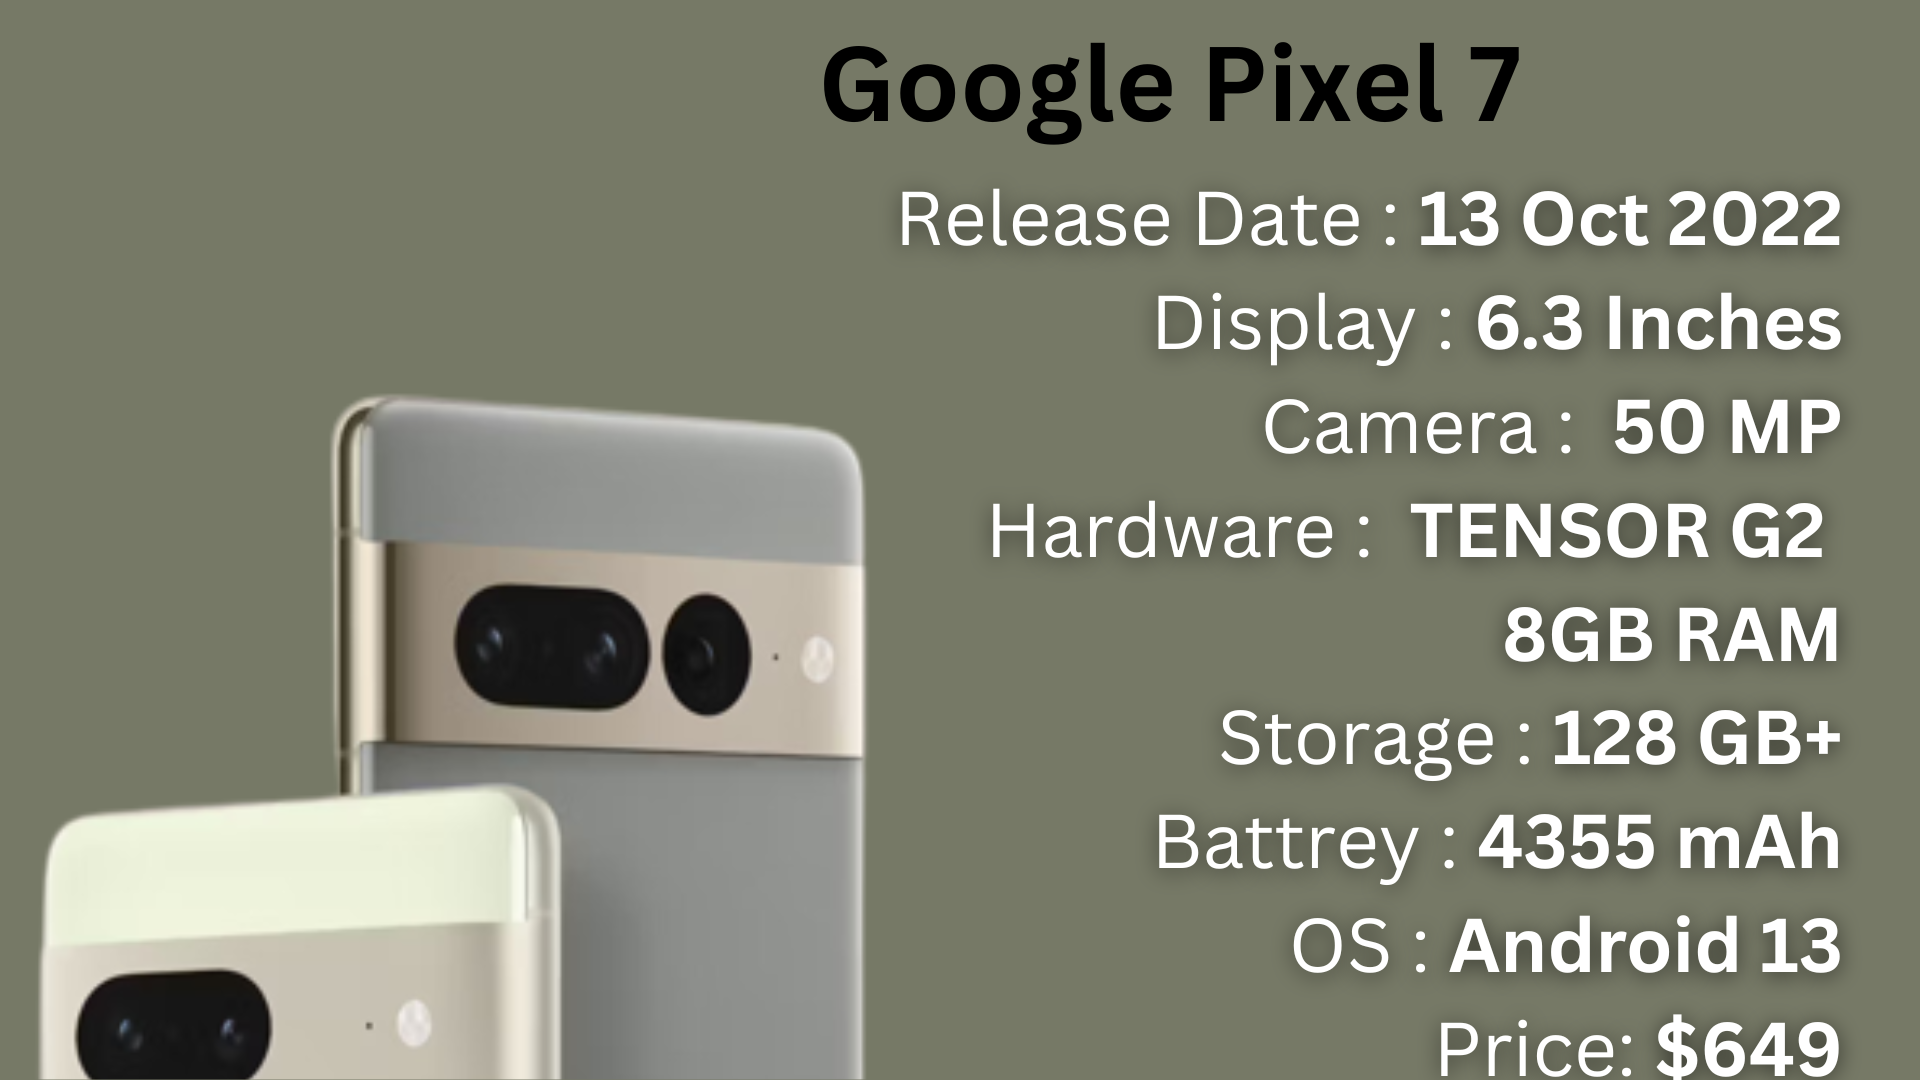 Google Pixel 7
Release Date : 13 Oct 2022
Display : 6.3 Inches
Camera :  50 MP
Hardware :  TENSOR G2
8GB RAM
Storage : 128 GB+
Battrey : 4355 mAh
OS : Android 13
Price: $649